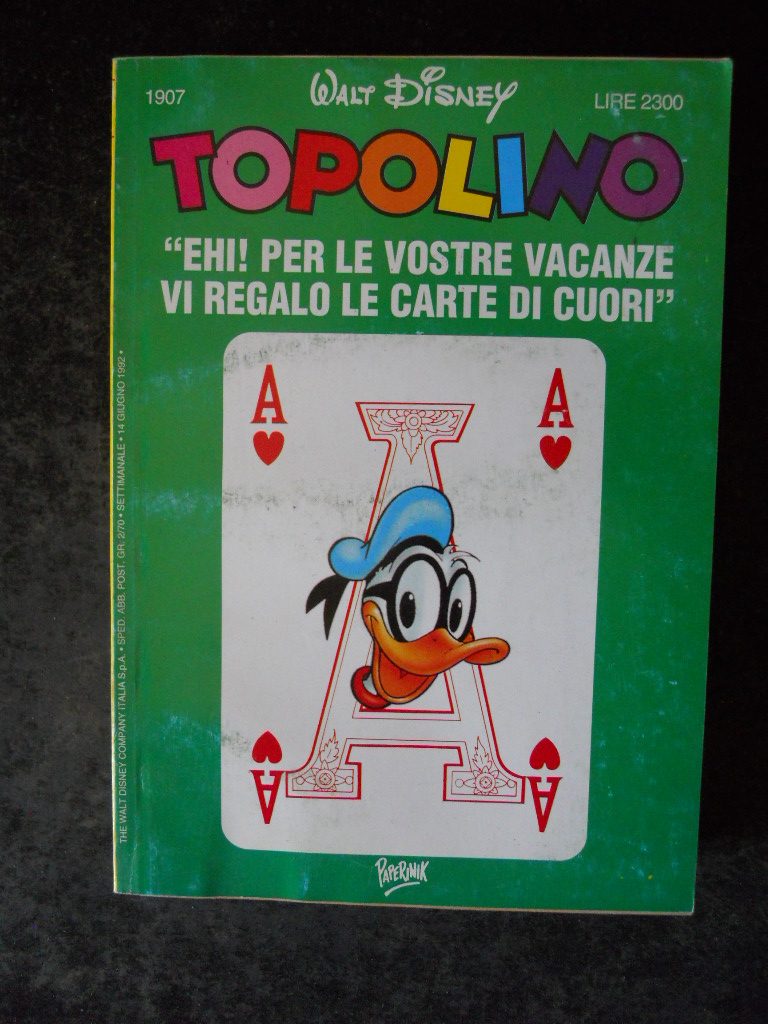 1907
WALT DISNEY
LIRE 2300
TOPOLINO
“EHI! PER LE VOSTRE VACANZE
VI REGALO LE CARTE DI CUORI”
A
A
A
A
A
PAPERINIK
THE WALT DISNEY COMPANY ITALIA S.p.A. • SPED. ABB. POST. GR. 2/70 • SETTIMANALE • 14 GIUGNO 1992 •